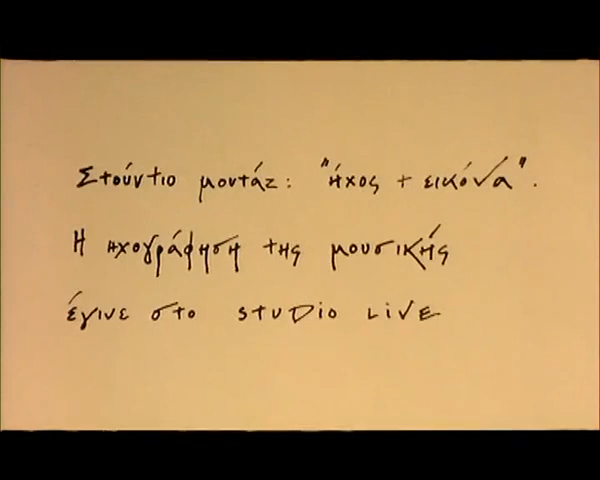 Στούντιο μοντάζ: "ήχος + εικόνα".
Η ηχογράφηση της μουσικής
έγινε στο STUDIO LIVE